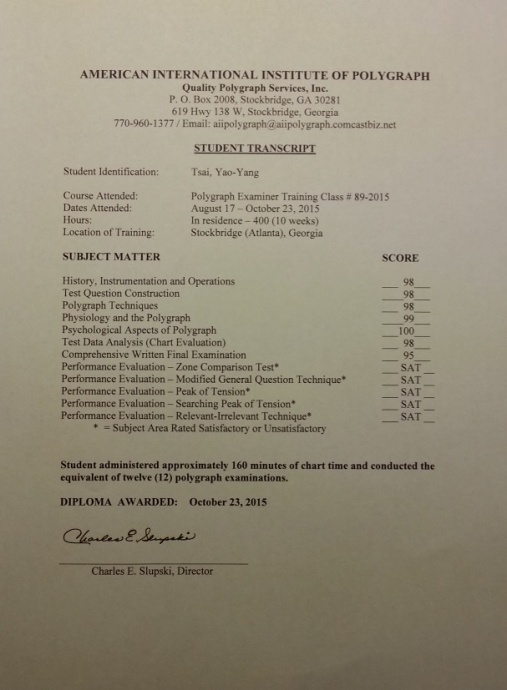 AMERICAN INTERNATIONAL INSTITUTE OF POLYGRAPH
Quality Polygraph Services, Inc.
P. O. Box 2008, Stockbridge, GA 30281
619 Hwy 138 W, Stockbridge, Georgia
770-960-1377 / Email: aiipolygraph@aiipolygraph.comcastbiz.net
STUDENT TRANSCRIPT
Student Identification: Tsai, Yao-Yang
Course Attended: Polygraph Examiner Training Class # 89-2015
Dates Attended: August 17 – October 23, 2015
Hours: In residence – 400 (10 weeks)
Location of Training: Stockbridge (Atlanta), Georgia
SUBJECT MATTER SCORE
History, Instrumentation and Operations 98
Test Question Construction 98
Polygraph Techniques 98
Physiology and the Polygraph 99
Psychological Aspects of Polygraph 100
Test Data Analysis (Chart Evaluation) 98
Comprehensive Written Final Examination 95
Performance Evaluation – Zone Comparison Test* SAT
Performance Evaluation – Modified General Question Technique* SAT
Performance Evaluation – Peak of Tension* SAT
Performance Evaluation – Searching Peak of Tension* SAT
Performance Evaluation – Relevant-Irrelevant Technique* SAT
* = Subject Area Rated Satisfactory or Unsatisfactory
Student administered approximately 160 minutes of chart time and conducted the
equivalent of twelve (12) polygraph examinations.
DIPLOMA AWARDED: October 23, 2015
Charles E Slupski
Charles E. Slupski, Director